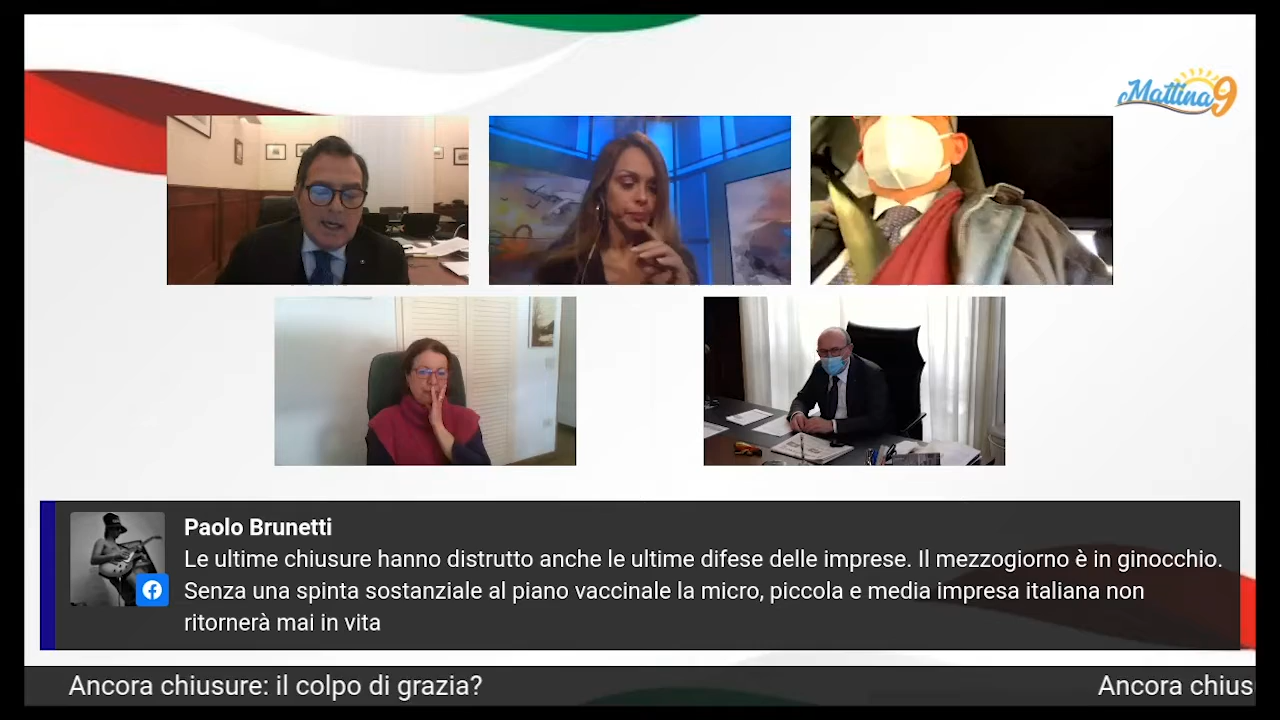 Mattina9
Paolo Brunetti
Le ultime chiusure hanno distrutto anche le ultime difese delle imprese. Il mezzogiorno è in ginocchio.
Senza una spinta sostanziale al piano vaccinale la micro, piccola e media impresa italiana non
ritornerà mai in vita
Ancora chiusure: il colpo di grazia? Ancora chius